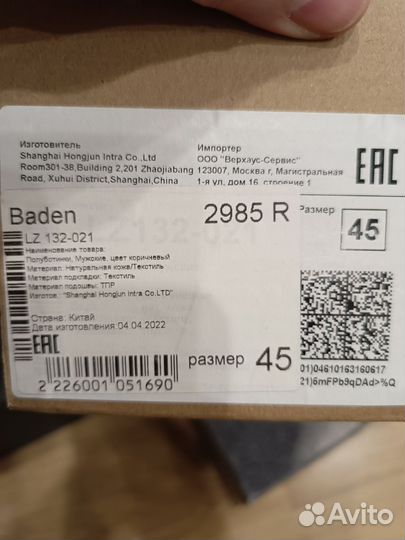 Изготовитель
Shanghai Hongjun Intra Co.,Ltd
Room301-38,Building 2,201 Zhaojiabang
Road, Xuhui District,Shanghai,China
Импортер
ООО "Верхаус-Сервис"
123007, Москва г, Магистральная
1-я ул, дом 16, строение 1
EAC
Baden
2985 R
LZ 132-021
Наименование товара:
Полуботинки, Мужские, цвет коричневый
Материал: Натуральная кожа/Текстиль
Материал подкладки: Текстиль
Материал подошвы: ТПР
Изготов: "Shanghai Hongjun Intra Co.LTD"
Страна: Китай
Дата изготовления 04.04.2022
EAC
размер 45
2 226001 051690
Размер
45
01)04610163160617
21)5mFPb9qDAd>%Q
Avito